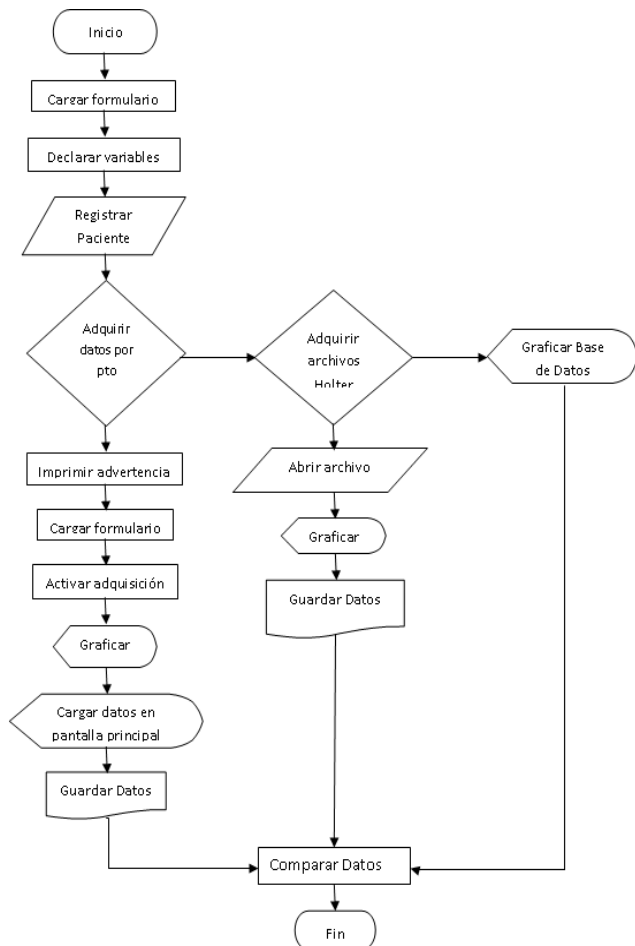 Inicio
Cargar formulario
Declarar variables
Registrar
Paciente
Adquirir
datos por
pto
Adquirir
archivos
Holter
Graficar Base
de Datos
Imprimir advertencia
Abrir archivo
Cargar formulario
Graficar
Activar adquisición
Guardar Datos
Graficar
Cargar datos en
pantalla principal
Guardar Datos
Comparar Datos
Fin